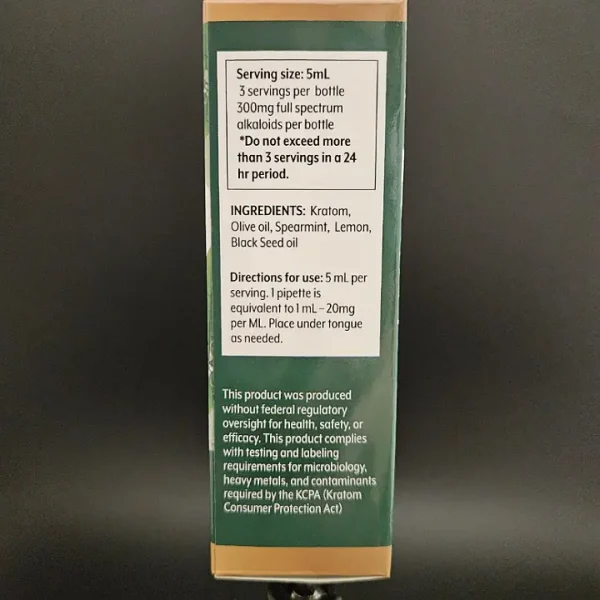 Serving size: 5mL
3 servings per bottle
300mg full spectrum
alkaloids per bottle
*Do not exceed more
than 3 servings in a 24
hr period.
INGREDIENTS: Kratom,
Olive oil, Spearmint, Lemon,
Black Seed oil
Directions for use: 5 mL per
serving. 1 pipette is
equivalent to 1 mL – 20mg
per ML. Place under tongue
as needed.
This product was produced
without federal regulatory
oversight for health, safety, or
efficacy. This product complies
with testing and labeling
requirements for microbiology,
heavy metals, and contaminants
required by the KCPA (Kratom
Consumer Protection Act)